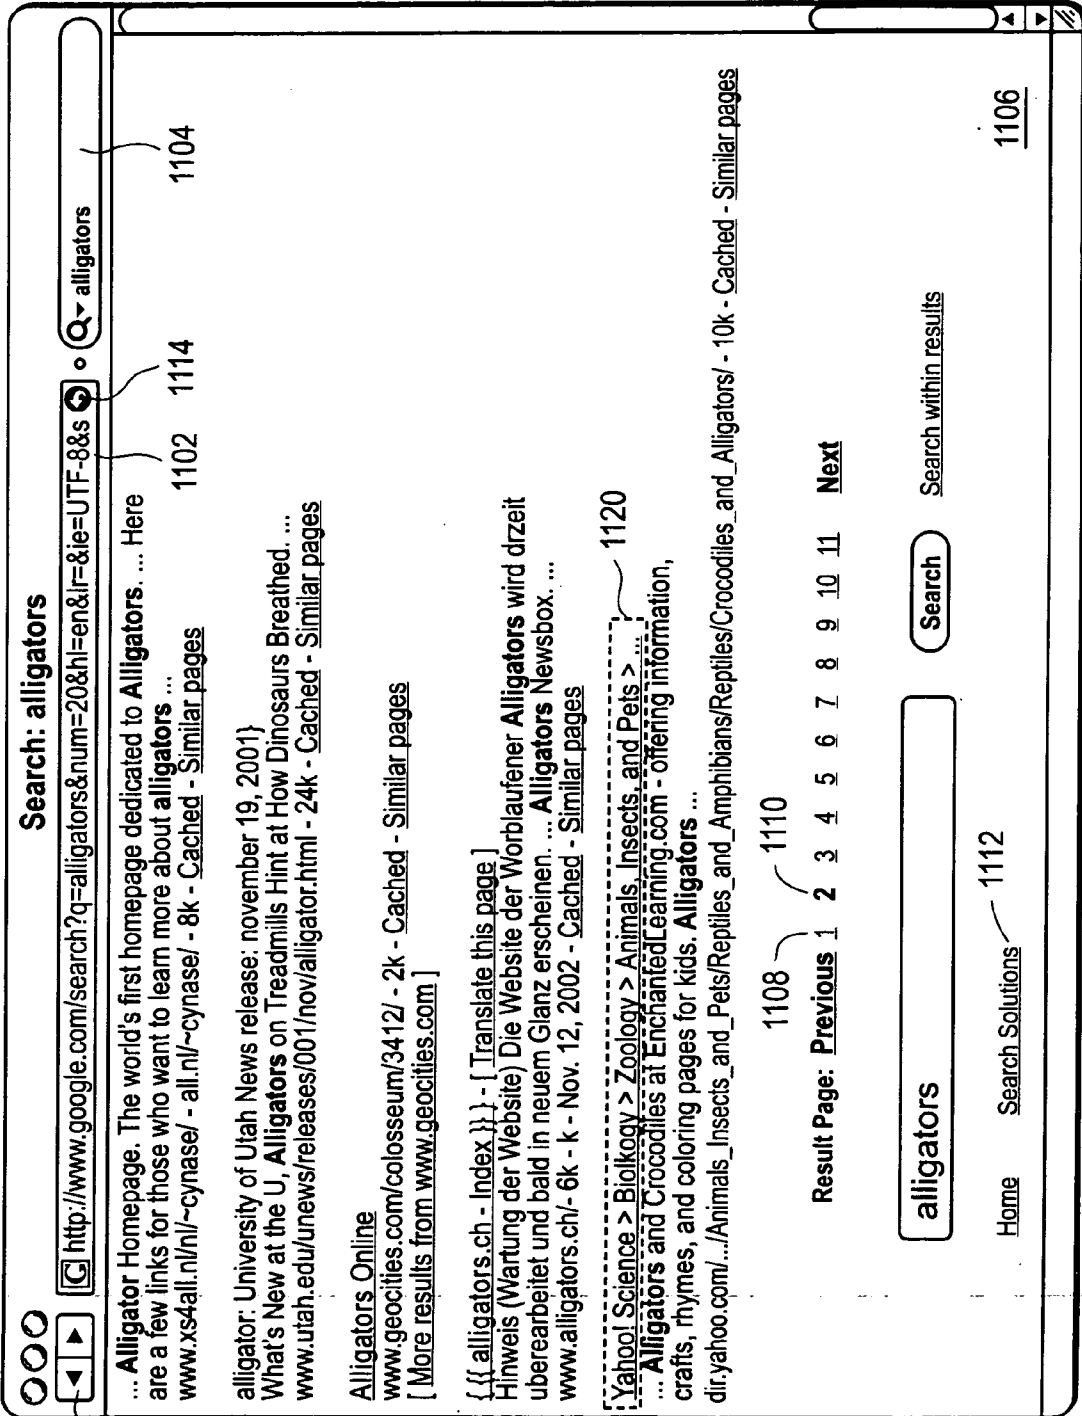 Search: alligators
G http://www.google.com/search?q=alligators&num=20&hl=en&lr=&ie=UTF-8&s
alligators
1102
1114
1104
... Alligator Homepage. The world's first homepage dedicated to Alligators. ... Here
are a few links for those who want to learn more about alligators ...
www.xs4all.nl/nl/~cynase/ - all.nl/~cynase/ - 8k - Cached - Similar pages
alligator: University of Utah News release: november 19, 2001}
What's New at the U, Alligators on Treadmills Hint at How Dinosaurs Breathed. ...
www.utah.edu/unews/releases/001/nov/alligator.html - 24k - Cached - Similar pages
Alligators Online
www.geocities.com/colosseum/3412/ - 2k - Cached - Similar pages
[ More results from www.geocities.com ]
{ {{ alligators.ch - Index }} } - [ Translate this page ]
Hinweis (Wartung der Website) Die Website der Worblaufener Alligators wird drzeit
uberearbeitet und bald in neuem Glanz erscheinen. ... Alligators Newsbox. ...
www.alligators.ch/- 6k - k - Nov. 12, 2002 - Cached - Similar pages
1120
Yahoo! Science > Biolkogy > Zoology > Animals, Insects, and Pets > ...
... Alligators and Crocodiles at EnchantedLearning.com - offering information,
crafts, rhymes, and coloring pages for kids. Alligators ...
dir.yahoo.com/.../Animals_Insects_and_Pets/Reptiles_and_Amphibians/Reptiles/Crocodiles_and_Alligators/ - 10k - Cached - Similar pages
1108
1110
Result Page: Previous 1 2 3 4 5 6 7 8 9 10 11 Next
alligators
Search
Search within results
Home
Search Solutions
1112
1106